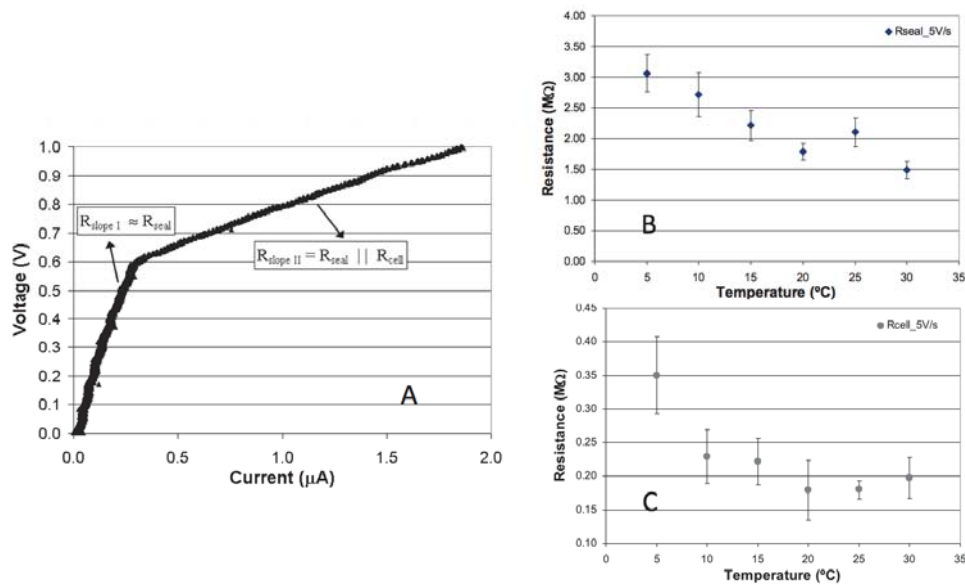 1.0
0.9
0.8
0.7
0.6
0.5
0.4
0.3
0.2
0.1
0.0
Voltage (V)
R slope I ≈ R seal
R slope II = R seal || R cell
A
0.0 0.5 1.0 1.5 2.0
Current (μA)
4.00
3.50
3.00
2.50
2.00
1.50
1.00
0.50
0.00
Resistance (MΩ)
Rseal_5V/s
B
0 5 10 15 20 25 30 35
Temperature (ºC)
0.45
0.40
0.35
0.30
0.25
0.20
0.15
0.10
Resistance (MΩ)
Rcell_5V/s
C
0 5 10 15 20 25 30 35
Temperature (ºC)